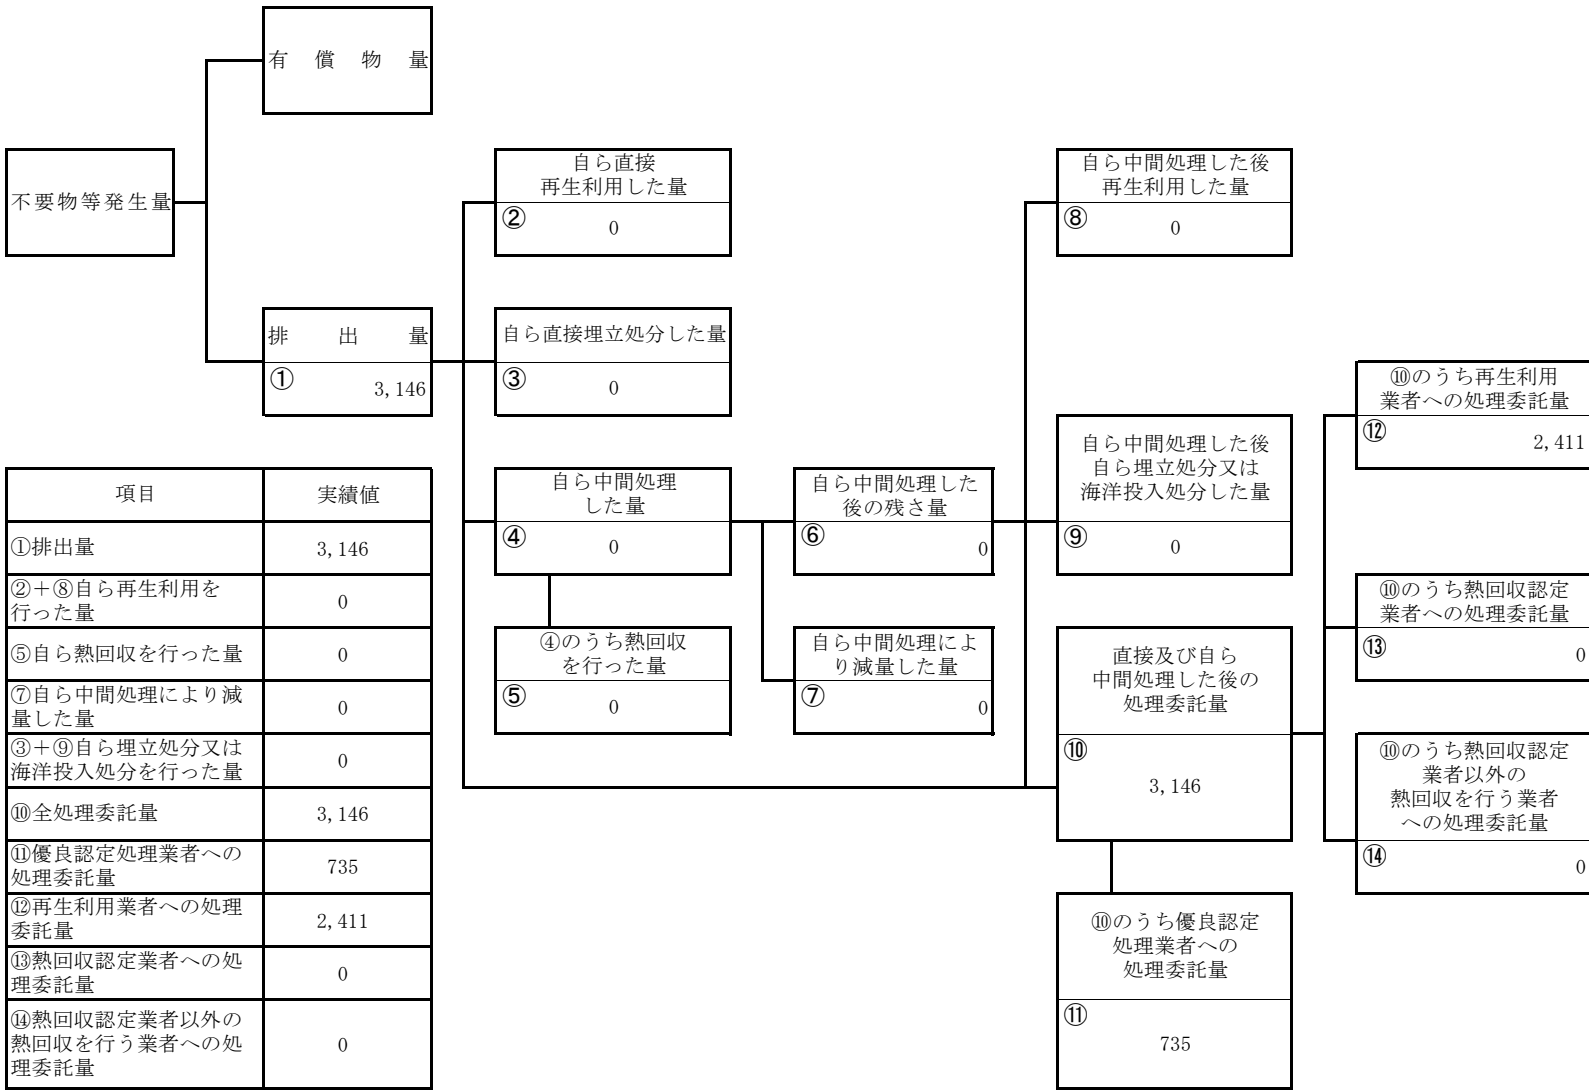 有償物量
不要物等発生量
排出量
①
3,146
自ら直接
再生利用した量
②
0
自ら直接埋立処分した量
③
0
自ら中間処理
した量
④
0
④のうち熱回収
を行った量
⑤
0
自ら中間処理した
後の残さ量
⑥
0
自ら中間処理によ
り減量した量
⑦
0
自ら中間処理した後
再生利用した量
⑧
0
自ら中間処理した後
自ら埋立処分又は
海洋投入処分した量
⑨
0
直接及び自ら
中間処理した後の
処理委託量
⑩
3,146
⑩のうち優良認定
処理業者への
処理委託量
⑪
735
⑩のうち再生利用
業者への処理委託量
⑫
2,411
⑩のうち熱回収認定
業者への処理委託量
⑬
0
⑩のうち熱回収認定
業者以外の
熱回収を行う業者
への処理委託量
⑭
0
項目 実績値
①排出量 3,146
②＋⑧自ら再生利用を
行った量
0
⑤自ら熱回収を行った量 0
⑦自ら中間処理により減
量した量
0
③＋⑨自ら埋立処分又は
海洋投入処分を行った量
0
⑩全処理委託量 3,146
⑪優良認定処理業者への
処理委託量
735
⑫再生利用業者への処理
委託量
2,411
⑬熱回収認定業者への処
理委託量
0
⑭熱回収認定業者以外の
熱回収を行う業者への処
理委託量
0